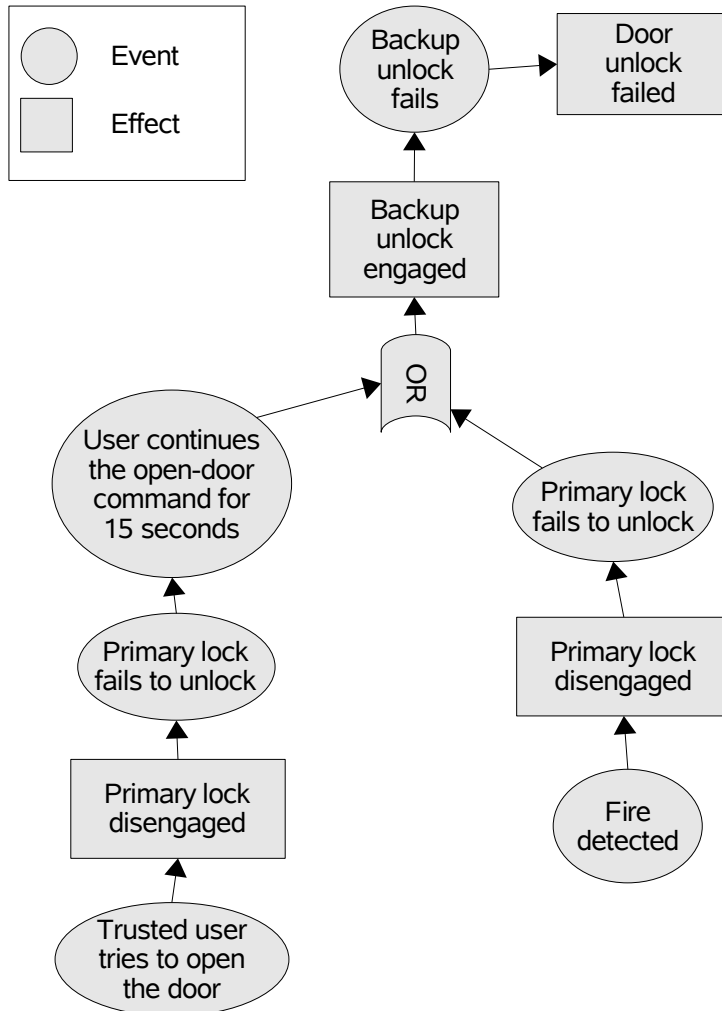 Event
Effect
Backup
unlock
fails
Door
unlock
failed
Backup
unlock
engaged
OR
User continues
the open-door
command for
15 seconds
Primary lock
fails to unlock
Primary lock
fails to unlock
Primary lock
disengaged
Primary lock
disengaged
Fire
detected
Trusted user
tries to open
the door